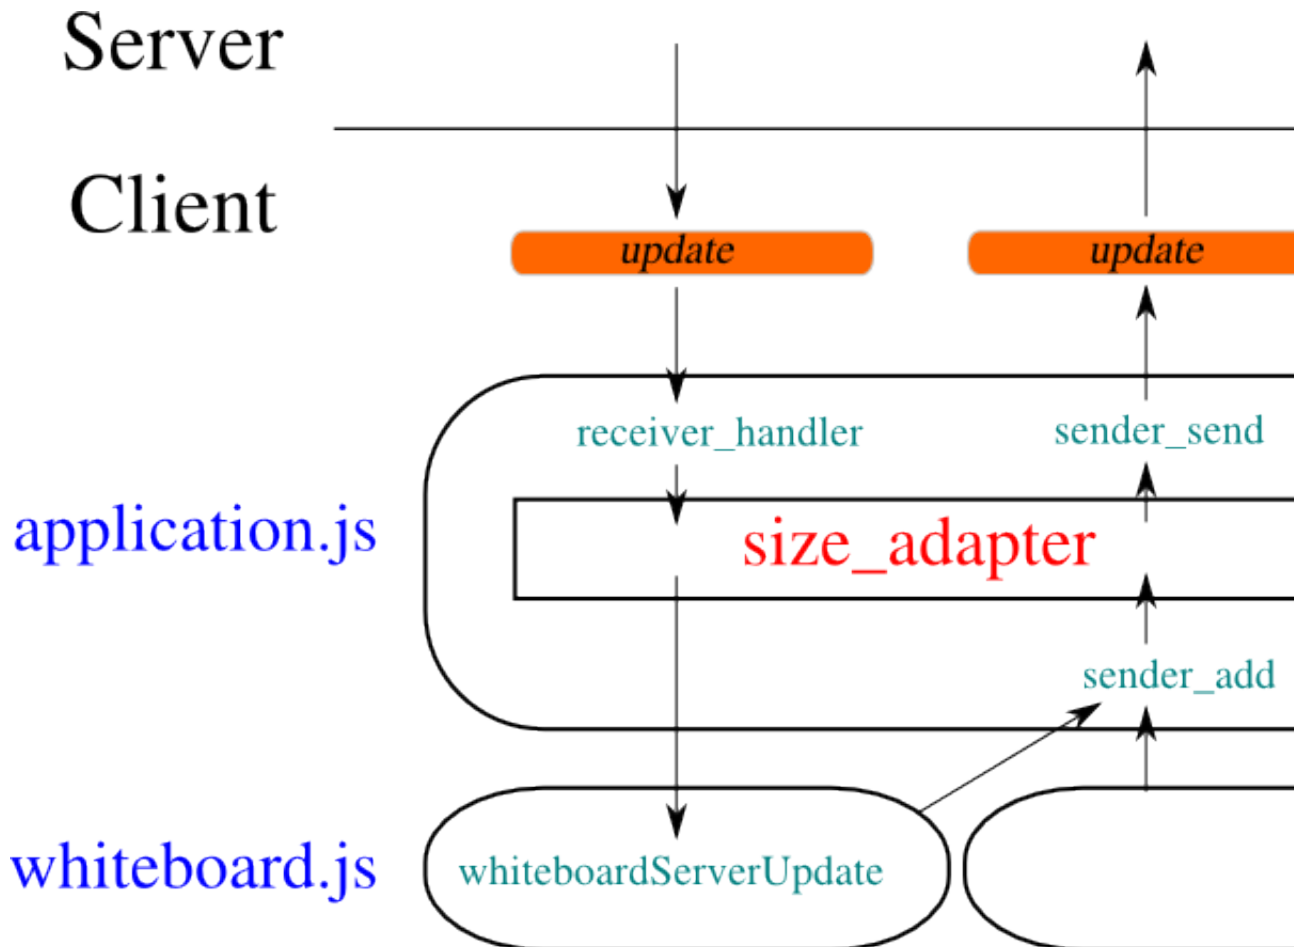 Server
Client
update
update
receiver_handler
sender_send
application.js
size_adapter
sender_add
whiteboard.js
whiteboardServerUpdate